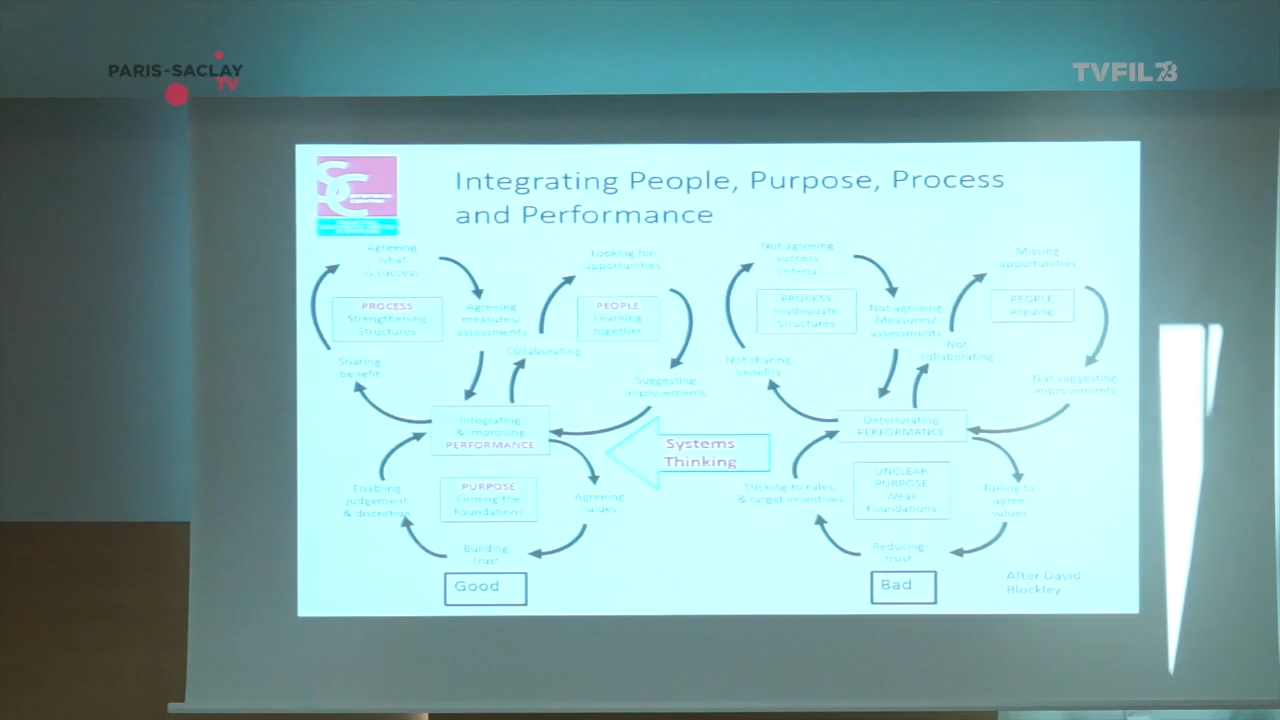 PARIS-SACLAY
TV
TVFIL78
SC
SYSTEMS
CENTRE
Integrating People, Purpose, Process
and Performance
Agreeing
what
is success
PROCESS
Strengthening
Structures
Agreeing
measures/
assessments
Sharing
benefit
Looking for
opportunities
PEOPLE
Learning
together
Collaborating
Suggesting
improvements
Integrating
& improving
PERFORMANCE
Enabling
judgement
& discretion
PURPOSE
Firming the
Foundations
Agreeing
values
Building
trust
Good
Systems
Thinking
Not agreeing
success
criteria
PROCESS
Inadequate
Structures
Not agreeing
Measures/
assessments
Not sharing
benefits
Missing
opportunities
PEOPLE
Arguing
Not
collaborating
Not suggesting
improvements
Deteriorating
PERFORMANCE
Sticking to rules
& target incentives
UNCLEAR
PURPOSE
Weak
Foundations
Failing to
agree
values
Reducing
trust
Bad
After David
Blockley